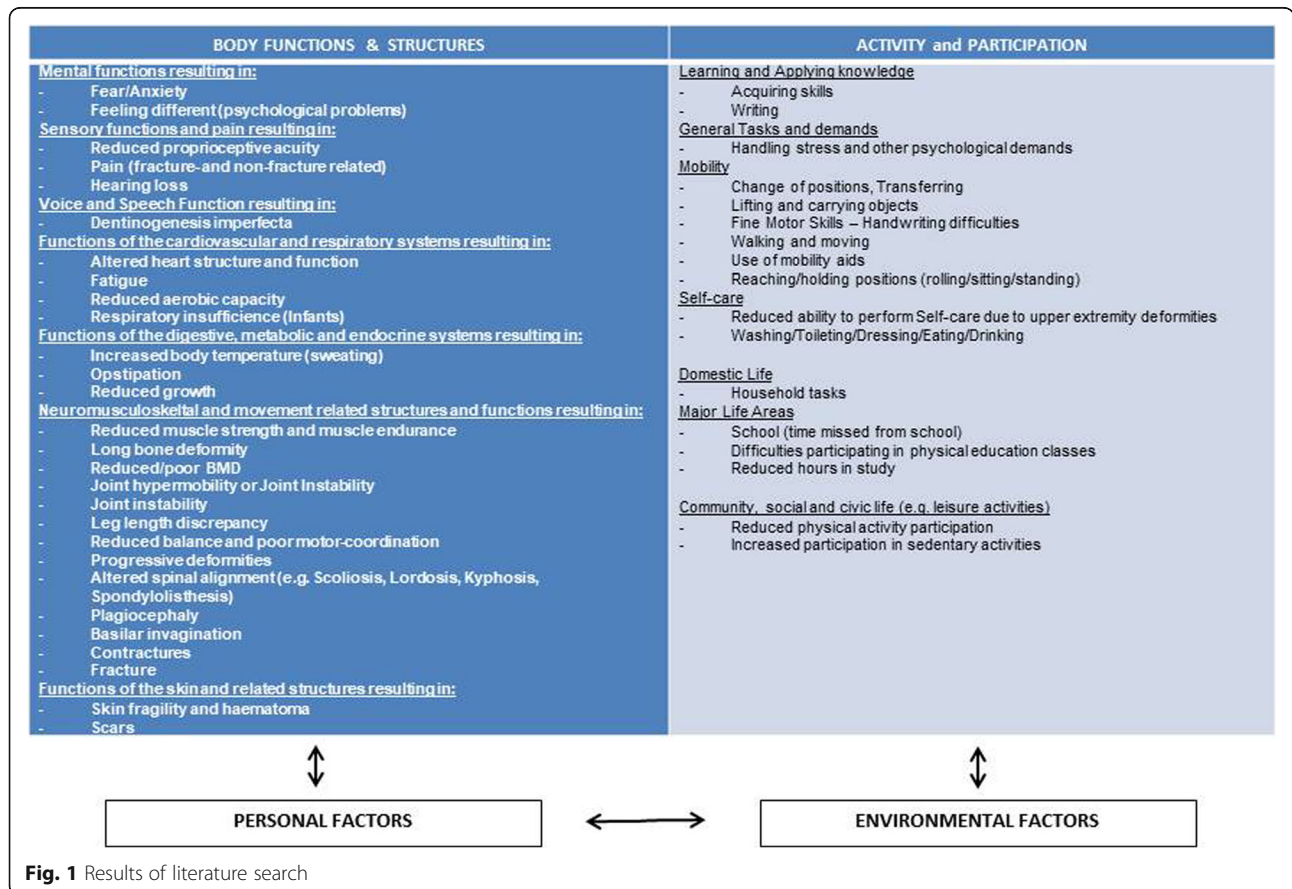 BODY FUNCTIONS & STRUCTURES
Mental functions resulting in:
- Fear/Anxiety
- Feeling different (psychological problems)
Sensory functions and pain resulting in:
- Reduced proprioceptive acuity
- Pain (fracture- and non-fracture related)
- Hearing loss
Voice and Speech Function resulting in:
- Dentinogenesis imperfecta
Functions of the cardiovascular and respiratory systems resulting in:
- Altered heart structure and function
- Fatigue
- Reduced aerobic capacity
- Respiratory insufficience (Infants)
Functions of the digestive, metabolic and endocrine systems resulting in:
- Increased body temperature (sweating)
- Opstipation
- Reduced growth
Neuromusculoskeltal and movement related structures and functions resulting in:
- Reduced muscle strength and muscle endurance
- Long bone deformity
- Reduced/poor BMD
- Joint hypermobility or Joint Instability
- Joint instability
- Leg length discrepancy
- Reduced balance and poor motor-coordination
- Progressive deformities
- Altered spinal alignment (e.g. Scoliosis, Lordosis, Kyphosis,
Spondylolisthesis)
- Plagiocephaly
- Basilar invagination
- Contractures
- Fracture
Functions of the skin and related structures resulting in:
- Skin fragility and haematoma
- Scars
ACTIVITY and PARTICIPATION
Learning and Applying knowledge
- Acquiring skills
- Writing
General Tasks and demands
- Handling stress and other psychological demands
Mobility
- Change of positions, Transferring
- Lifting and carrying objects
- Fine Motor Skills – Handwriting difficulties
- Walking and moving
- Use of mobility aids
- Reaching/holding positions (rolling/sitting/standing)
Self-care
- Reduced ability to perform Self-care due to upper extremity deformities
- Washing/Toileting/Dressing/Eating/Drinking
Domestic Life
- Household tasks
Major Life Areas
- School (time missed from school)
- Difficulties participating in physical education classes
- Reduced hours in study
Community, social and civic life (e.g. leisure activities)
- Reduced physical activity participation
- Increased participation in sedentary activities
PERSONAL FACTORS
ENVIRONMENTAL FACTORS
Fig. 1 Results of literature search